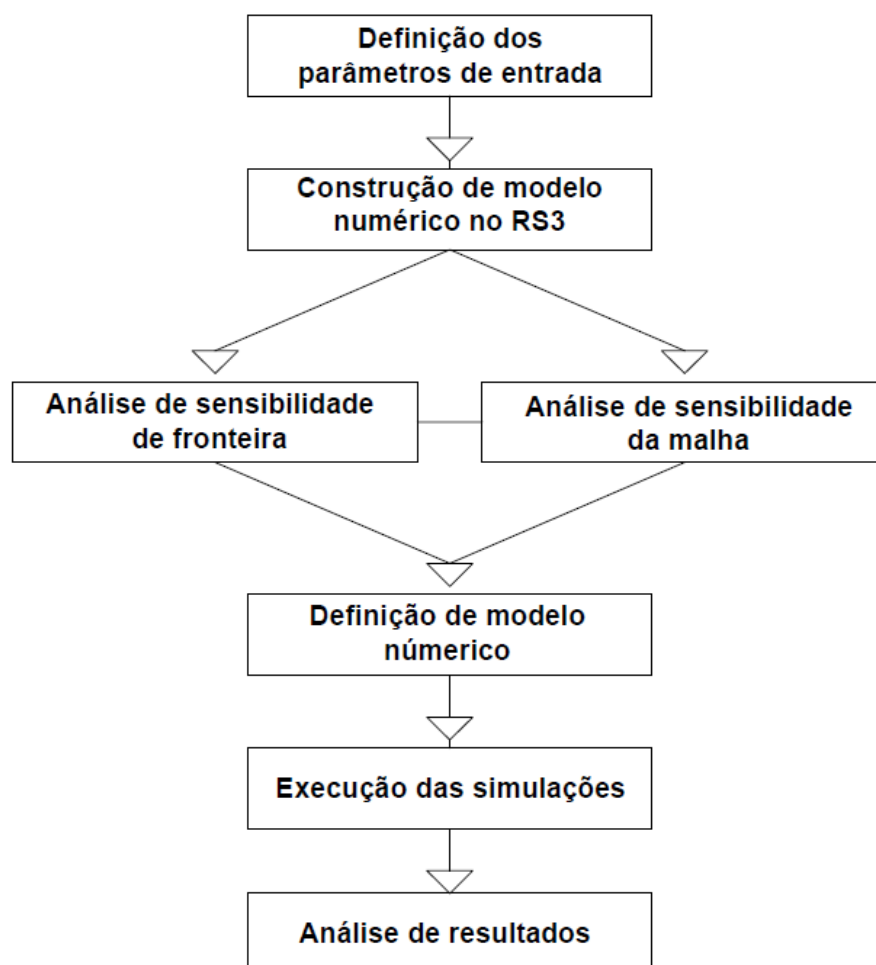 Definição dos
parâmetros de entrada
Construção de modelo
numérico no RS3
Análise de sensibilidade
de fronteira
Análise de sensibilidade
da malha
Definição de modelo
númerico
Execução das simulações
Análise de resultados